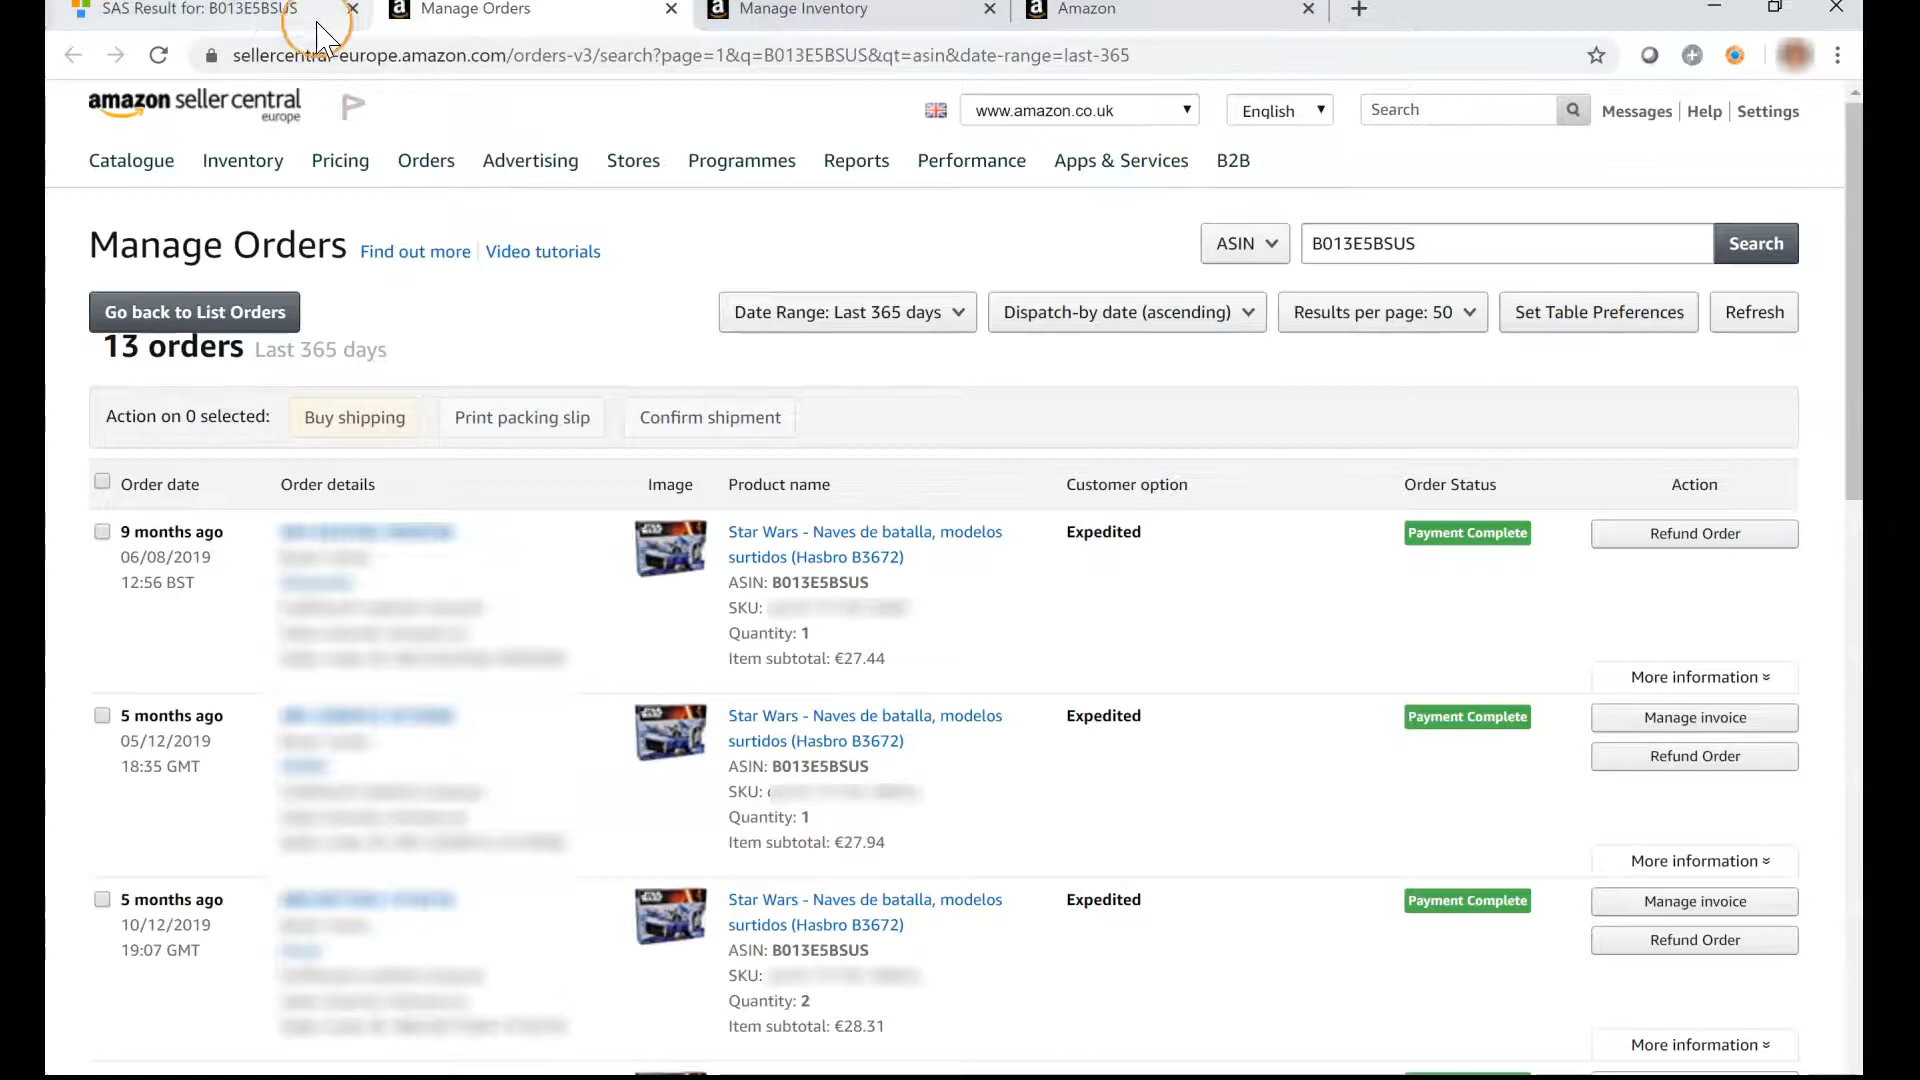 SAS Result for: B013E5BSUS
Manage Orders
Manage Inventory
Amazon
sellercentral-europe.amazon.com/orders-v3/search?page=1&q=B013E5BSUS&qt=asin&date-range=last-365
amazon seller central
europe
www.amazon.co.uk
English
Search
Messages | Help | Settings
Catalogue Inventory Pricing Orders Advertising Stores Programmes Reports Performance Apps & Services B2B
Manage Orders Find out more | Video tutorials
ASIN B013E5BSUS Search
Go back to List Orders
Date Range: Last 365 days Dispatch-by date (ascending) Results per page: 50 Set Table Preferences Refresh
13 orders Last 365 days
Action on 0 selected: Buy shipping Print packing slip Confirm shipment
Order date Order details Image Product name Customer option Order Status Action
9 months ago
06/08/2019
12:56 BST
Star Wars - Naves de batalla, modelos
surtidos (Hasbro B3672)
ASIN: B013E5BSUS
SKU:
Quantity: 1
Item subtotal: €27.44
Expedited
Payment Complete
Refund Order
More information
5 months ago
05/12/2019
18:35 GMT
Star Wars - Naves de batalla, modelos
surtidos (Hasbro B3672)
ASIN: B013E5BSUS
SKU:
Quantity: 1
Item subtotal: €27.94
Expedited
Payment Complete
Manage invoice
Refund Order
More information
5 months ago
10/12/2019
19:07 GMT
Star Wars - Naves de batalla, modelos
surtidos (Hasbro B3672)
ASIN: B013E5BSUS
SKU:
Quantity: 2
Item subtotal: €28.31
Expedited
Payment Complete
Manage invoice
Refund Order
More information